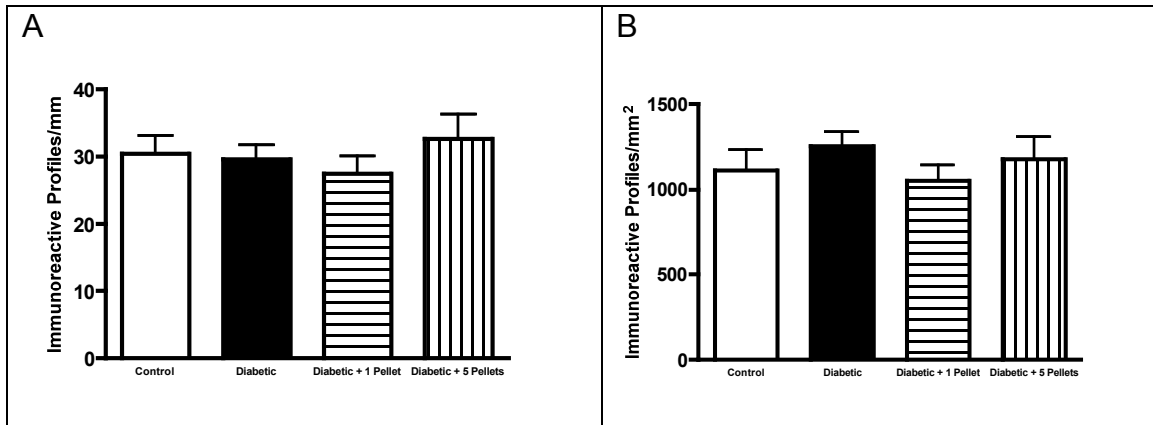 A
Immunoreactive Profiles/mm
40
30
20
10
0
Control Diabetic Diabetic + 1 Pellet Diabetic + 5 Pellets
B
Immunoreactive Profiles/mm²
1500
1000
500
0
Control Diabetic Diabetic + 1 Pellet Diabetic + 5 Pellets